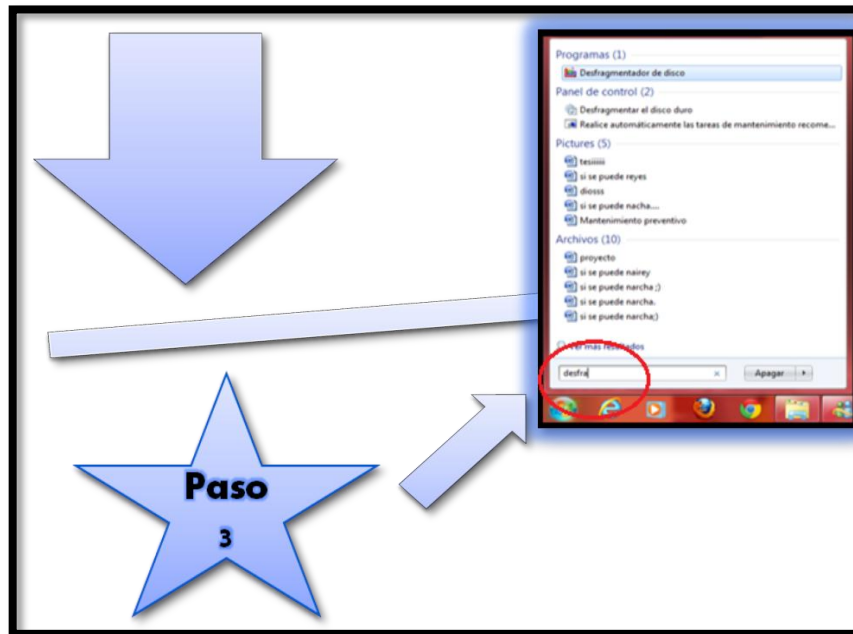 Programas (1)
Desfragmentador de disco
Panel de control (2)
Desfragmentar el disco duro
Realice automáticamente las tareas de mantenimiento recome...
Pictures (5)
tesiiiiii
si se puede reyes
diosss
si se puede nacha....
Mantenimiento preventivo
Archivos (10)
proyecto
si se puede nairey
si se puede narcha ;)
si se puede narcha.
si se puede narcha;)
Ver más resultados
desfra
Apagar
Paso
3